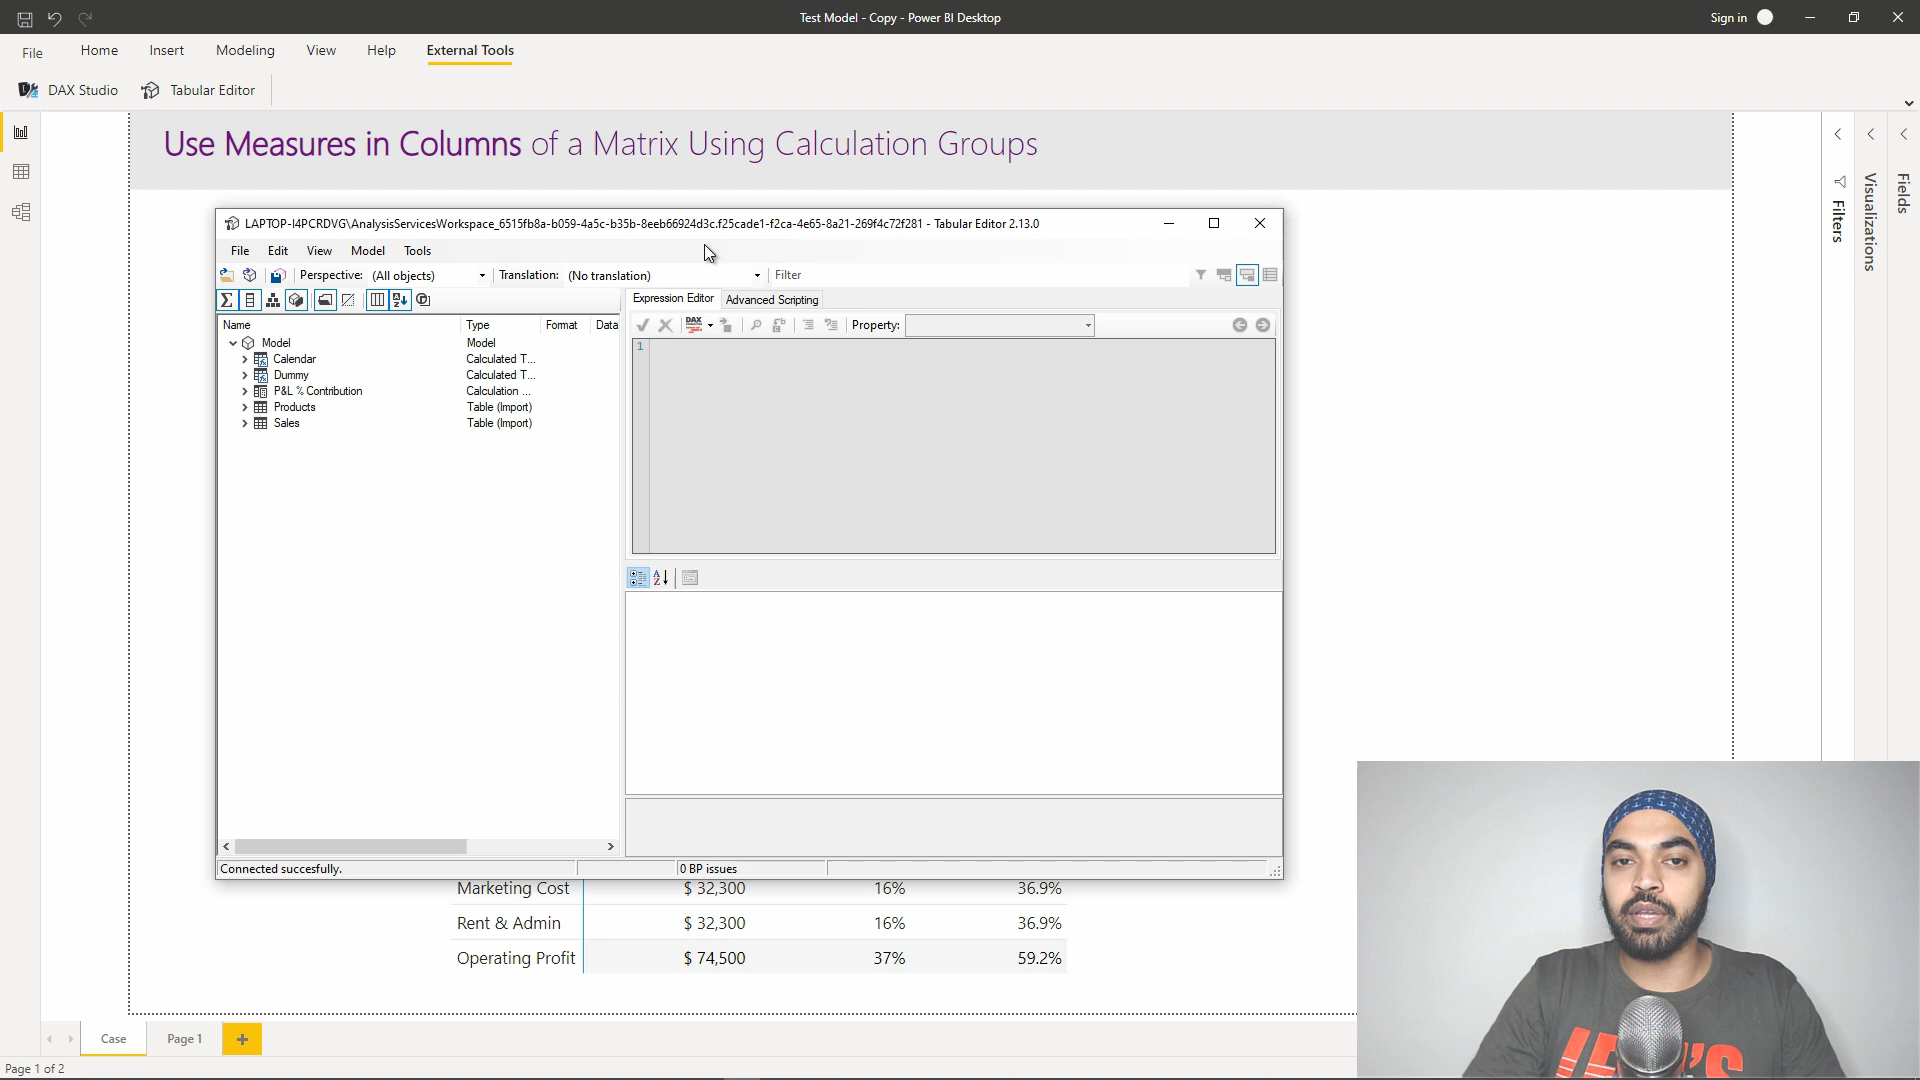 Test Model - Copy - Power BI Desktop
Sign in
File
Home
Insert
Modeling
View
Help
External Tools
DAX Studio
Tabular Editor
Use Measures in Columns of a Matrix Using Calculation Groups
LAPTOP-I4PCRDVG\AnalysisServicesWorkspace_6515fb8a-b059-4a5c-b35b-8eeb66924d3c.f25cade1-f2ca-4e65-8a21-269f4c72f281 - Tabular Editor 2.13.0
File
Edit
View
Model
Tools
Perspective:
(All objects)
Translation:
(No translation)
Filter
Expression Editor
Advanced Scripting
DAX
Property:
1
Name
Type
Format
Data
Model
Model
Calendar
Calculated T...
Dummy
Calculated T...
P&L % Contribution
Calculation ...
Products
Table (Import)
Sales
Table (Import)
Connected succesfully.
0 BP issues
Marketing Cost
$ 32,300
16%
36.9%
Rent & Admin
$ 32,300
16%
36.9%
Operating Profit
$ 74,500
37%
59.2%
Filters
Visualizations
Fields
Case
Page 1
Page 1 of 2